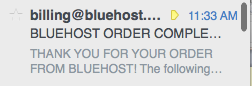 billing@bluehost.... 11:33 AM
BLUEHOST ORDER COMPLE...
THANK YOU FOR YOUR ORDER
FROM BLUEHOST! The following...